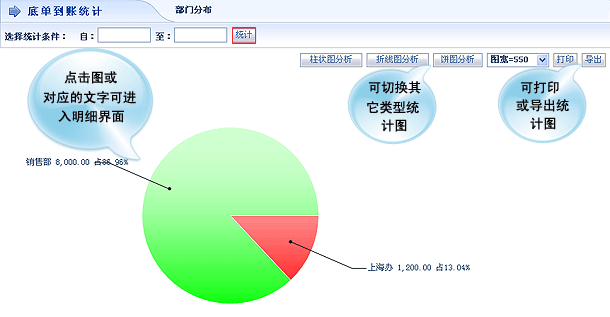 底单到账统计
部门分布
选择统计条件： 自： 至： 统计
柱状图分析 折线图分析 饼图分析 图宽=550 打印 导出
点击图或
对应的文字可进
入明细界面
可切换其
它类型统
计图
可打印
或导出统
计图
销售部 8,000.00 占86.96%
上海办 1,200.00 占13.04%